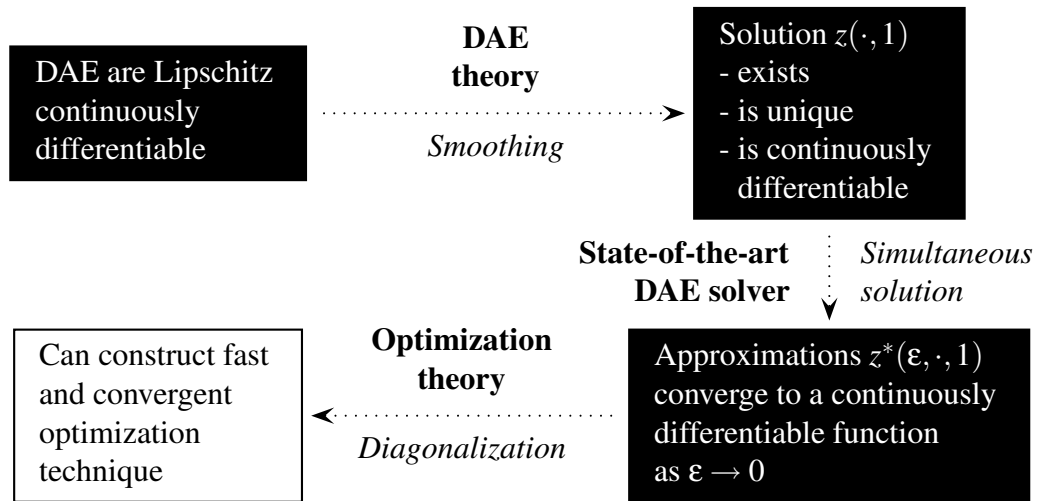 DAE are Lipschitz
continuously
differentiable
DAE
theory
Smoothing
Solution z(·, 1)
- exists
- is unique
- is continuously
differentiable
State-of-the-art
DAE solver
Simultaneous
solution
Approximations z*(ε, ·, 1)
converge to a continuously
differentiable function
as ε → 0
Optimization
theory
Diagonalization
Can construct fast
and convergent
optimization
technique